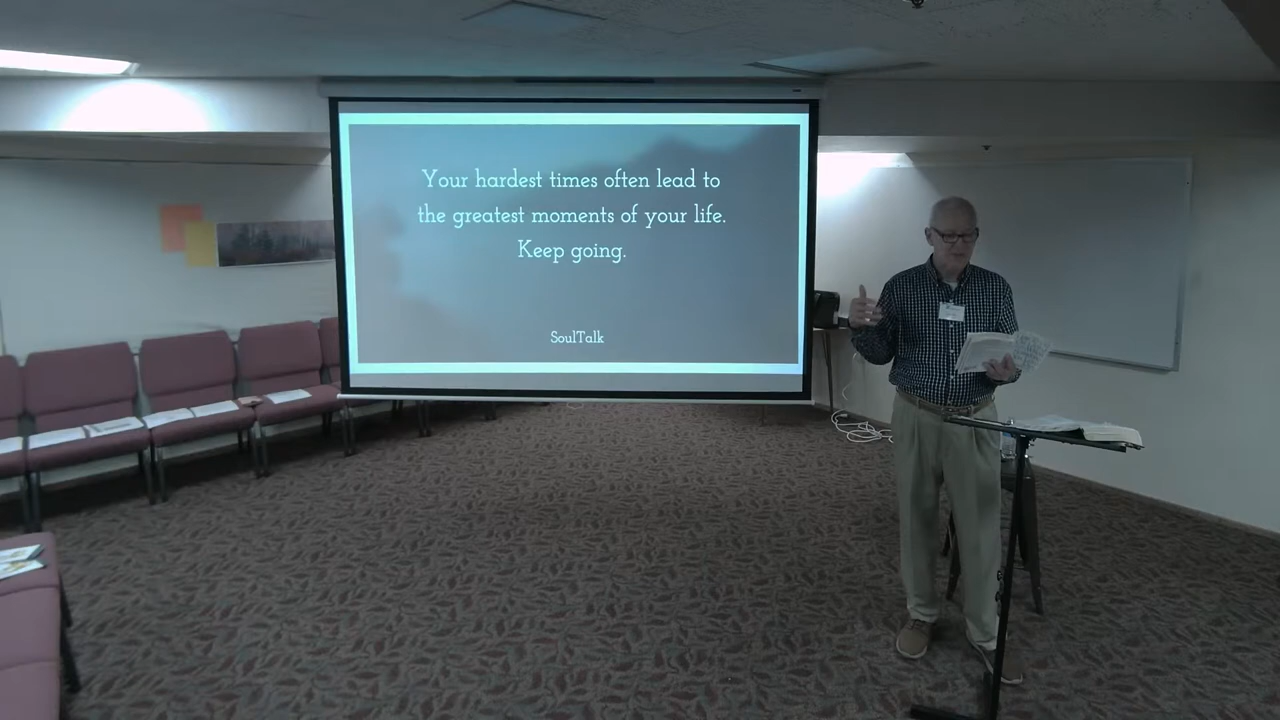 Your hardest times often lead to
the greatest moments of your life.
Keep going.
SoulTalk